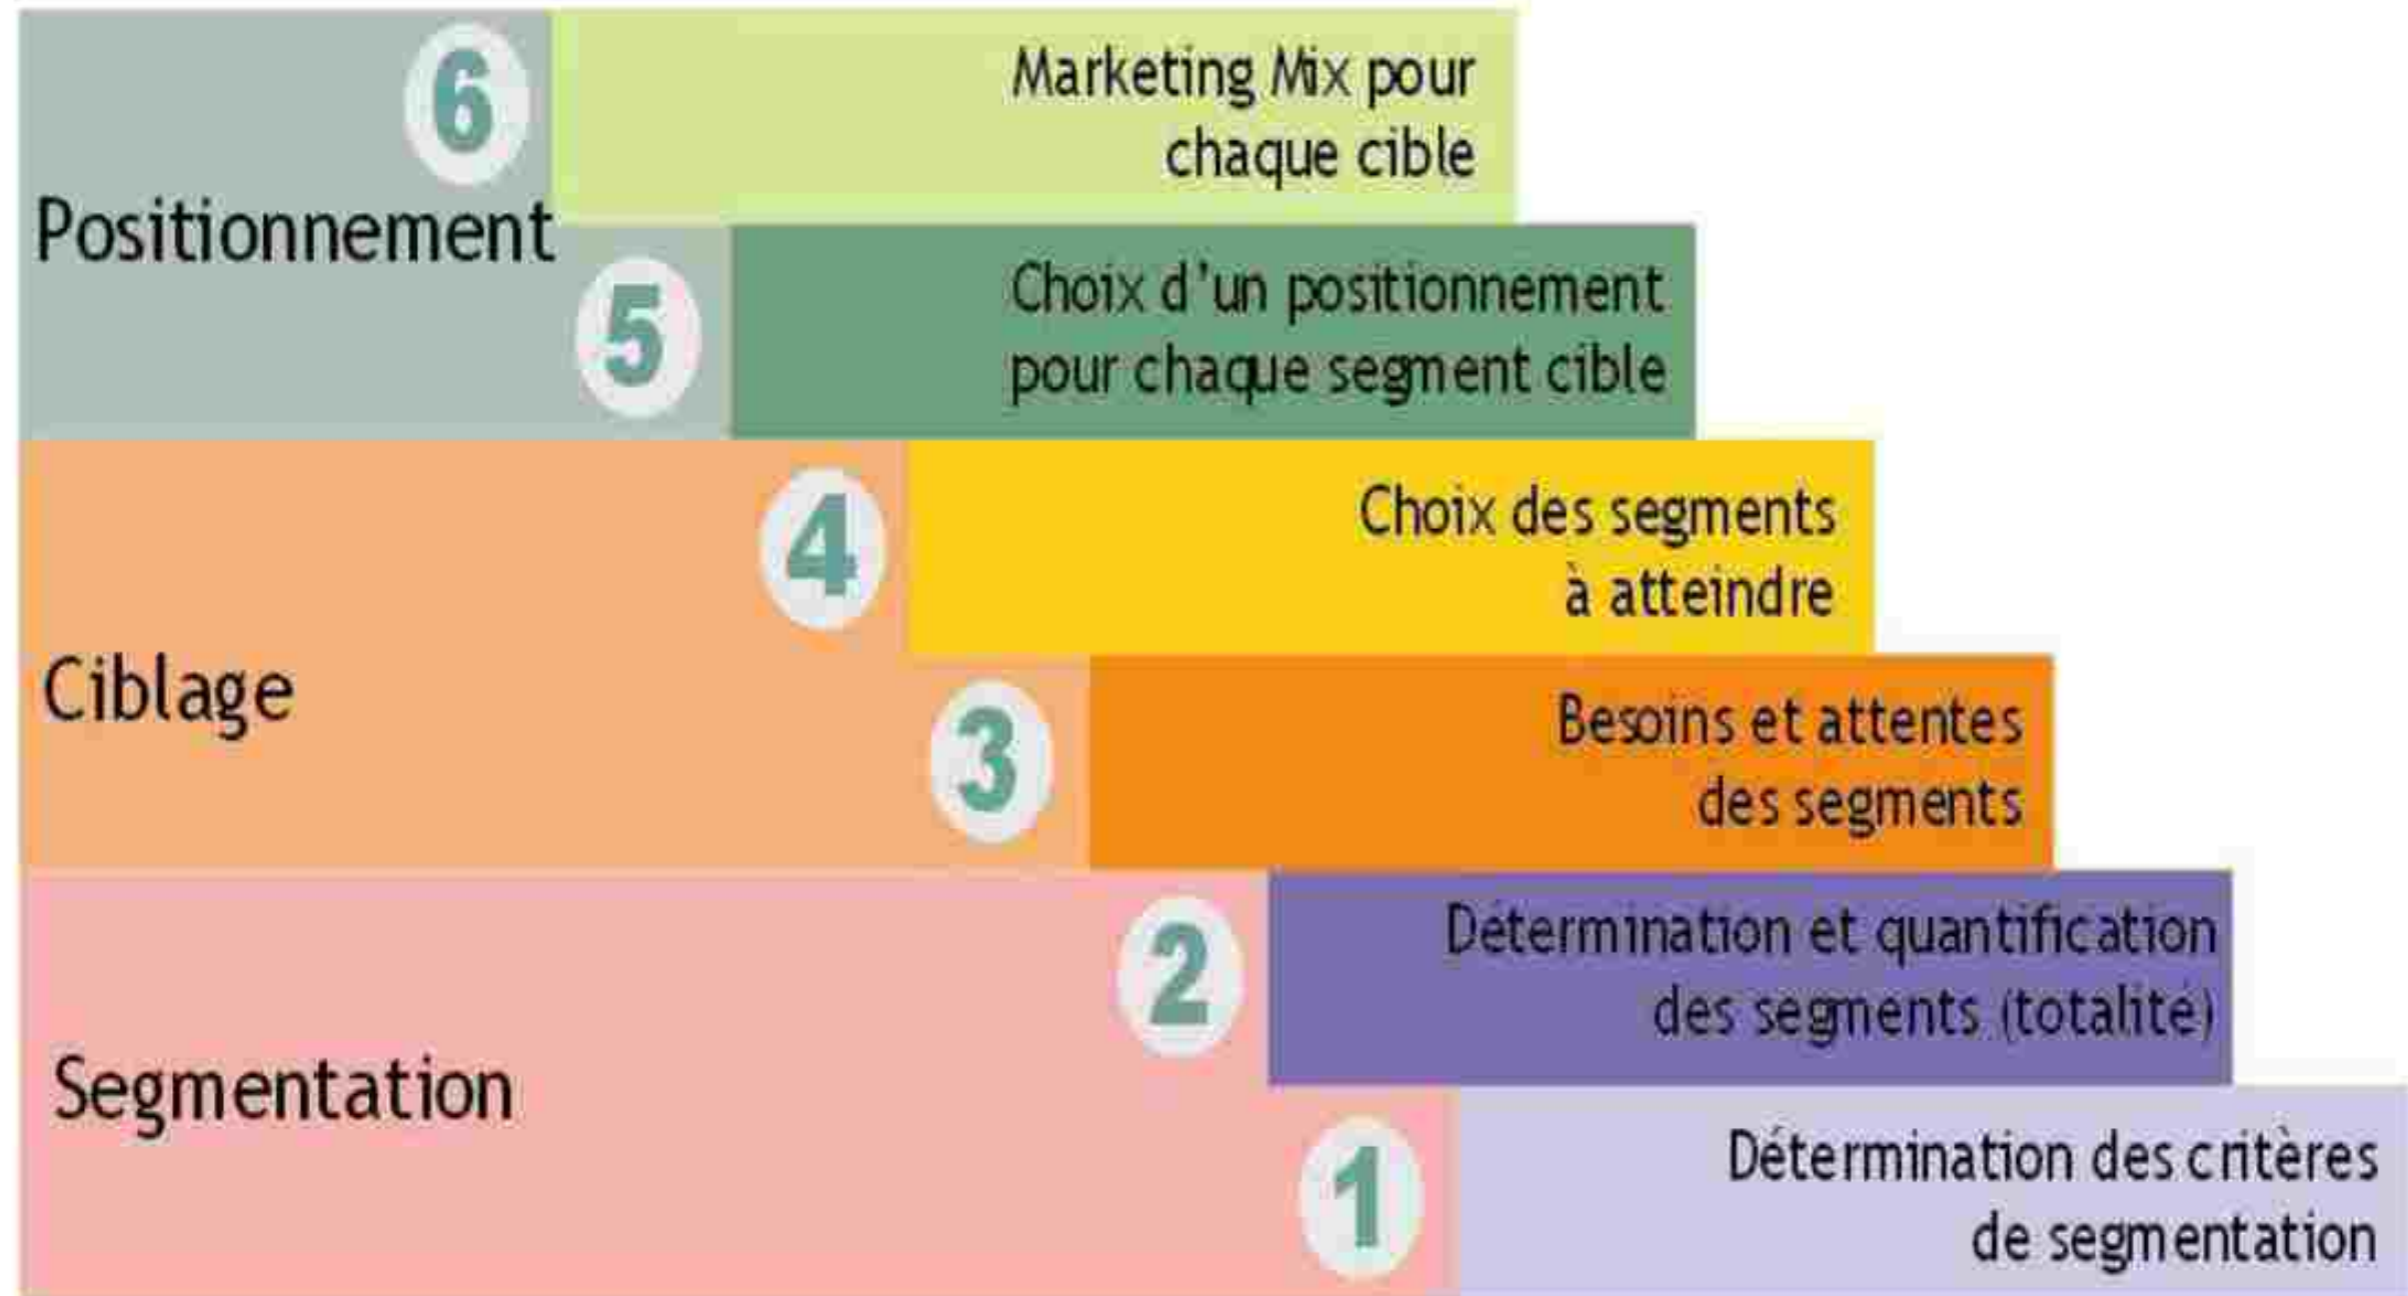 6
Marketing Mix pour
chaque cible
Positionnement
5
Choix d'un positionnement
pour chaque segment cible
4
Choix des segments
à atteindre
Ciblage
3
Besoins et attentes
des segments
2
Détermination et quantification
des segments (totalité)
Segmentation
1
Détermination des critères
de segmentation